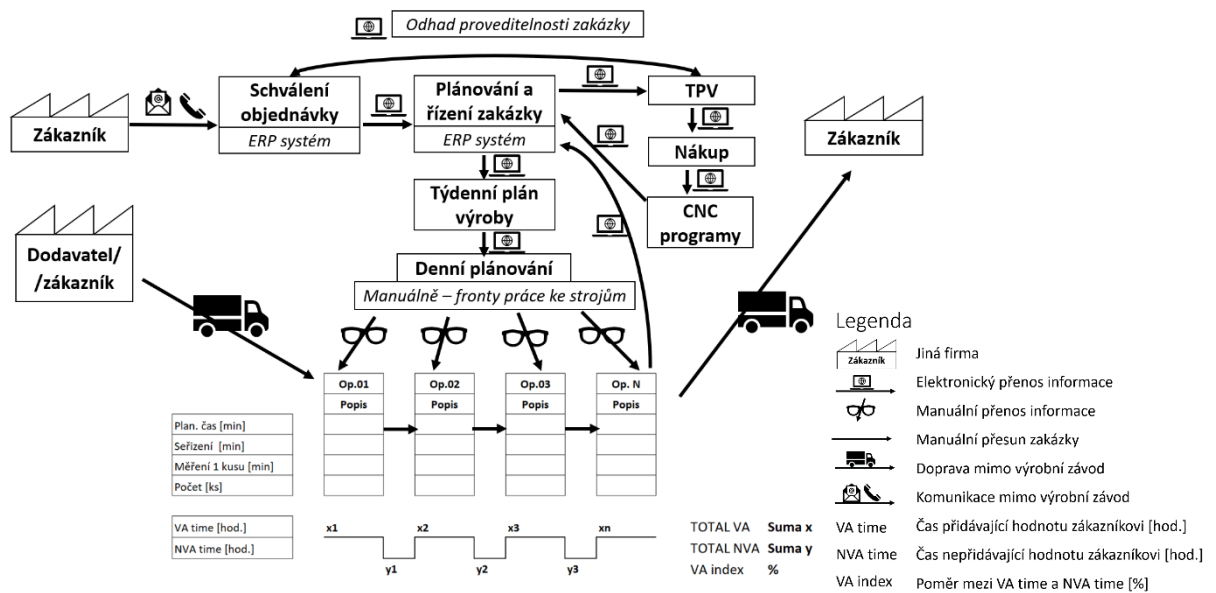 Odhad proveditelnosti zakázky
Zákazník
Schválení
objednávky
ERP systém
Plánování a
řízení zakázky
ERP systém
TPV
Nákup
CNC
programy
Zákazník
Týdenní plán
výroby
Dodavatel/
/zákazník
Denní plánování
Manuálně – fronty práce ke strojům
Op.01
Op.02
Op.03
Op. N
Popis
Popis
Popis
Popis
Plan. čas [min]
Seřizení  [min]
Měření 1 kusu [min]
Počet [ks]
VA time [hod.]
NVA time [hod.]
x1
x2
x3
xn
y1
y2
y3
TOTAL VA Suma x
TOTAL NVA Suma y
VA index %
Legenda
Zákazník Jiná firma
Elektronický přenos informace
Manuální přenos informace
Manuální přesun zakázky
Doprava mimo výrobní závod
Komunikace mimo výrobní závod
VA time Čas přidávající hodnotu zákazníkovi [hod.]
NVA time Čas nepřidávající hodnotu zákazníkovi [hod.]
VA index Poměr mezi VA time a NVA time [%]